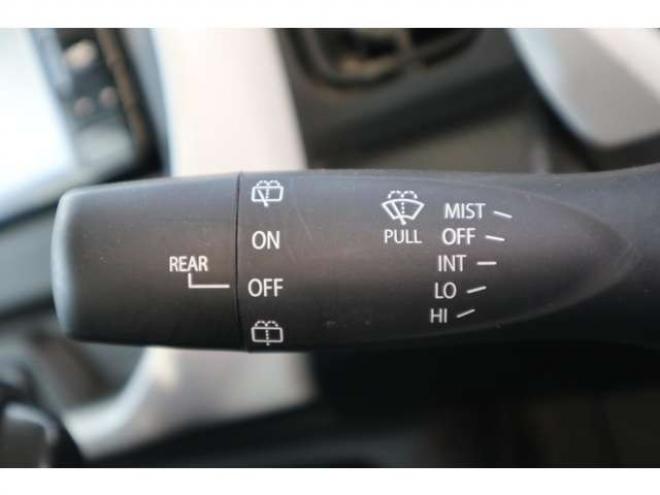 REAR
ON
OFF
PULL
MIST
OFF
INT
LO
HI